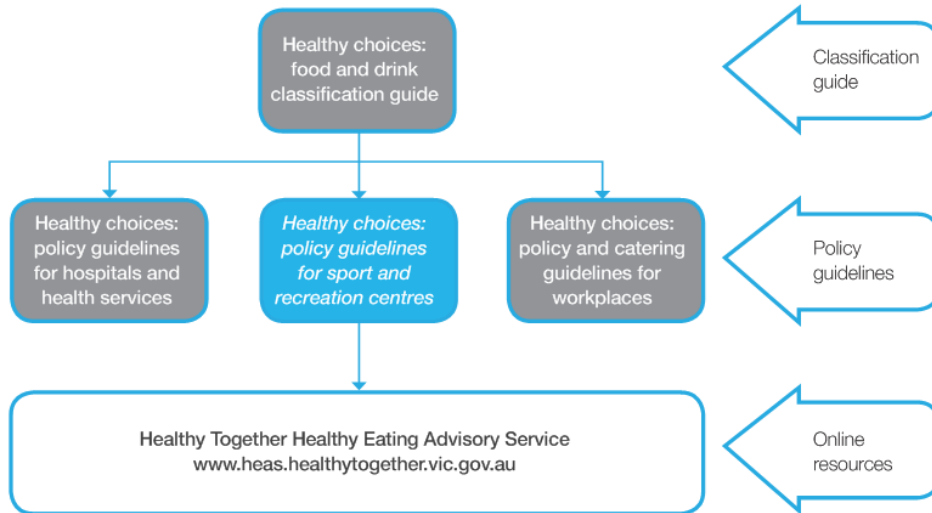 Healthy choices:
food and drink
classification guide
Classification
guide
Healthy choices:
policy guidelines
for hospitals and
health services
Healthy choices:
policy guidelines
for sport and
recreation centres
Healthy choices:
policy and catering
guidelines for
workplaces
Policy
guidelines
Healthy Together Healthy Eating Advisory Service
www.heas.healthytogether.vic.gov.au
Online
resources